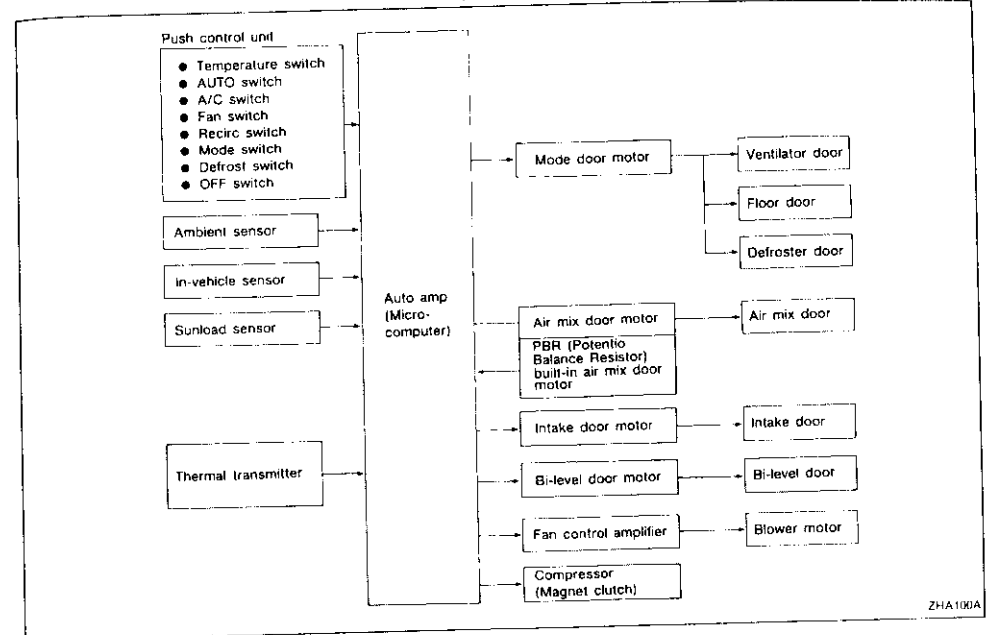 Push control unit
● Temperature switch
● AUTO switch
● A/C switch
● Fan switch
● Recirc switch
● Mode switch
● Defrost switch
● OFF switch
Ambient sensor
In-vehicle sensor
Sunload sensor
Thermal transmitter
Auto amp
(Micro-
computer)
Mode door motor
Ventilator door
Floor door
Defroster door
Air mix door motor
Air mix door
PBR (Potentio
Balance Resistor)
built-in air mix door
motor
Intake door motor
Intake door
Bi-level door motor
Bi-level door
Fan control amplifier
Blower motor
Compressor
(Magnet clutch)
ZHA100A